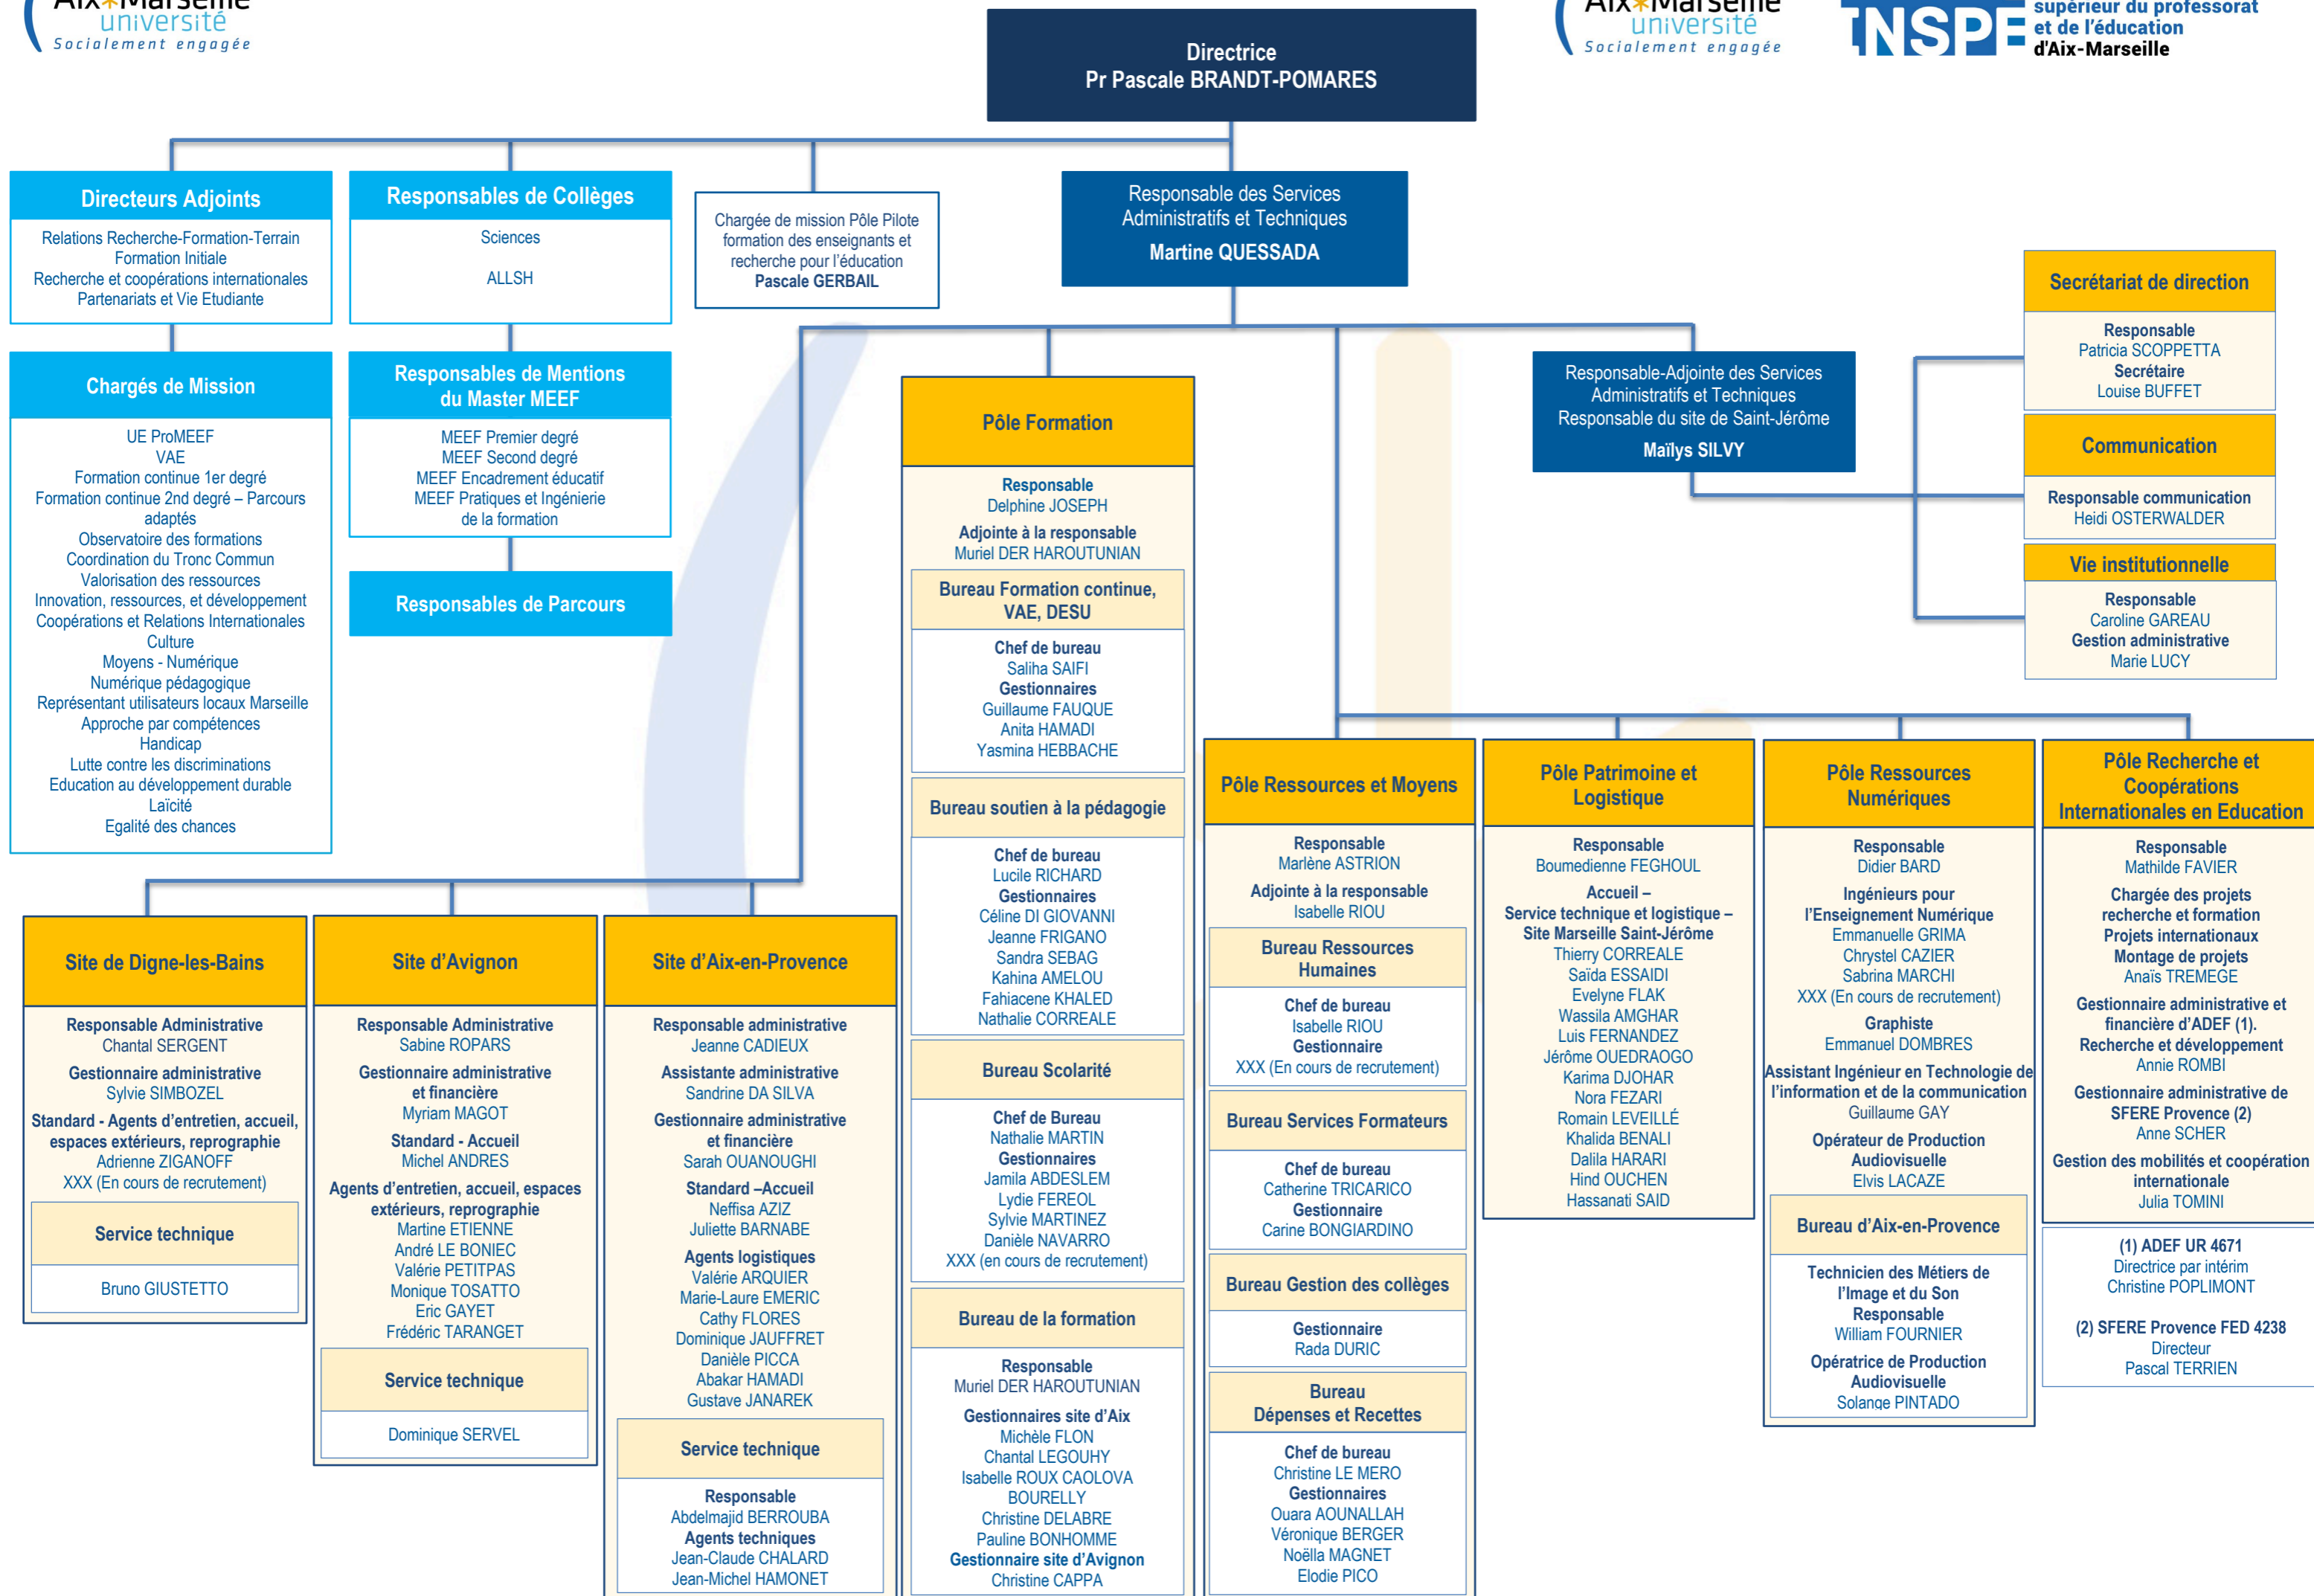 Aix*Marseille
université
Socialement engagée
Directrice
Pr Pascale BRANDT-POMARES
Aix*Marseille
université
Socialement engagée
INSPE
supérieur du professorat
et de l'éducation
d'Aix-Marseille
Directeurs Adjoints
Relations Recherche-Formation-Terrain
Formation Initiale
Recherche et coopérations internationales
Partenariats et Vie Etudiante
Responsables de Collèges
Sciences
ALLSH
Chargée de mission Pôle Pilote
formation des enseignants et
recherche pour l'éducation
Pascale GERBAIL
Responsable des Services
Administratifs et Techniques
Martine QUESSADA
Chargés de Mission
UE ProMEEF
VAE
Formation continue 1er degré
Formation continue 2nd degré – Parcours
adaptés
Observatoire des formations
Coordination du Tronc Commun
Valorisation des ressources
Innovation, ressources, et développement
Coopérations et Relations Internationales
Culture
Moyens - Numérique
Numérique pédagogique
Représentant utilisateurs locaux Marseille
Approche par compétences
Handicap
Lutte contre les discriminations
Education au développement durable
Laïcité
Egalité des chances
Responsables de Mentions
du Master MEEF
MEEF Premier degré
MEEF Second degré
MEEF Encadrement éducatif
MEEF Pratiques et Ingénierie
de la formation
Responsables de Parcours
Responsable-Adjointe des Services
Administratifs et Techniques
Responsable du site de Saint-Jérôme
Maïlys SILVY
Secrétariat de direction
Responsable
Patricia SCOPPETTA
Secrétaire
Louise BUFFET
Communication
Responsable communication
Heidi OSTERWALDER
Vie institutionnelle
Responsable
Caroline GAREAU
Gestion administrative
Marie LUCY
Site de Digne-les-Bains
Responsable Administrative
Chantal SERGENT
Gestionnaire administrative
Sylvie SIMBOZEL
Standard - Agents d'entretien, accueil,
espaces extérieurs, reprographie
Adrienne ZIGANOFF
XXX (En cours de recrutement)
Service technique
Bruno GIUSTETTO
Site d'Avignon
Responsable Administrative
Sabine ROPARS
Gestionnaire administrative
et financière
Myriam MAGOT
Standard - Accueil
Michel ANDRES
Agents d'entretien, accueil, espaces
extérieurs, reprographie
Martine ETIENNE
André LE BONIEC
Valérie PETITPAS
Monique TOSATTO
Eric GAYET
Frédéric TARANGET
Service technique
Dominique SERVEL
Site d'Aix-en-Provence
Responsable administrative
Jeanne CADIEUX
Assistante administrative
Sandrine DA SILVA
Gestionnaire administrative
et financière
Sarah OUANOUGHI
Standard –Accueil
Neffisa AZIZ
Juliette BARNABE
Agents logistiques
Valérie ARQUIER
Marie-Laure EMERIC
Cathy FLORES
Dominique JAUFFRET
Danièle PICCA
Abakar HAMADI
Gustave JANAREK
Service technique
Responsable
Abdelmajid BERROUBA
Agents techniques
Jean-Claude CHALARD
Jean-Michel HAMONET
Pôle Formation
Responsable
Delphine JOSEPH
Adjointe à la responsable
Muriel DER HAROUTUNIAN
Bureau Formation continue,
VAE, DESU
Chef de bureau
Saliha SAIFI
Gestionnaires
Guillaume FAUQUE
Anita HAMADI
Yasmina HEBBACHE
Bureau soutien à la pédagogie
Chef de bureau
Lucile RICHARD
Gestionnaires
Céline DI GIOVANNI
Jeanne FRIGANO
Sandra SEBAG
Kahina AMELOU
Fahiacene KHALED
Nathalie CORREALE
Bureau Scolarité
Chef de Bureau
Nathalie MARTIN
Gestionnaires
Jamila ABDESLEM
Lydie FEREOL
Sylvie MARTINEZ
Danièle NAVARRO
XXX (en cours de recrutement)
Bureau de la formation
Responsable
Muriel DER HAROUTUNIAN
Gestionnaires site d'Aix
Michèle FLON
Chantal LEGOUHY
Isabelle ROUX CAOLOVA
BOURELLY
Christine DELABRE
Pauline BONHOMME
Gestionnaire site d'Avignon
Christine CAPPA
Pôle Ressources et Moyens
Responsable
Marlène ASTRION
Adjointe à la responsable
Isabelle RIOU
Bureau Ressources
Humaines
Chef de bureau
Isabelle RIOU
Gestionnaire
XXX (En cours de recrutement)
Bureau Services Formateurs
Chef de bureau
Catherine TRICARICO
Gestionnaire
Carine BONGIARDINO
Bureau Gestion des collèges
Gestionnaire
Rada DURIC
Bureau
Dépenses et Recettes
Chef de bureau
Christine LE MERO
Gestionnaires
Ouara AOUNALLAH
Véronique BERGER
Noëlla MAGNET
Elodie PICO
Pôle Patrimoine et
Logistique
Responsable
Boumedienne FEGHOUL
Accueil –
Service technique et logistique –
Site Marseille Saint-Jérôme
Thierry CORREALE
Saïda ESSAIDI
Evelyne FLAK
Wassila AMGHAR
Luis FERNANDEZ
Jérôme OUEDRAOGO
Karima DJOHAR
Nora FEZARI
Romain LEVEILLÉ
Khalida BENALI
Dalila HARARI
Hind OUCHEN
Hassanati SAID
Pôle Ressources
Numériques
Responsable
Didier BARD
Ingénieurs pour
l'Enseignement Numérique
Emmanuelle GRIMA
Chrystel CAZIER
Sabrina MARCHI
XXX (En cours de recrutement)
Graphiste
Emmanuel DOMBRES
Assistant Ingénieur en Technologie de
l'information et de la communication
Guillaume GAY
Opérateur de Production
Audiovisuelle
Elvis LACAZE
Bureau d'Aix-en-Provence
Technicien des Métiers de
l'Image et du Son
Responsable
William FOURNIER
Opératrice de Production
Audiovisuelle
Solange PINTADO
Pôle Recherche et
Coopérations
Internationales en Education
Responsable
Mathilde FAVIER
Chargée des projets
recherche et formation
Projets internationaux
Montage de projets
Anaïs TREMEGE
Gestionnaire administrative et
financière d'ADEF (1).
Recherche et développement
Annie ROMBI
Gestionnaire administrative de
SFERE Provence (2)
Anne SCHER
Gestion des mobilités et coopération
internationale
Julia TOMINI
(1) ADEF UR 4671
Directrice par intérim
Christine POPLIMONT
(2) SFERE Provence FED 4238
Directeur
Pascal TERRIEN